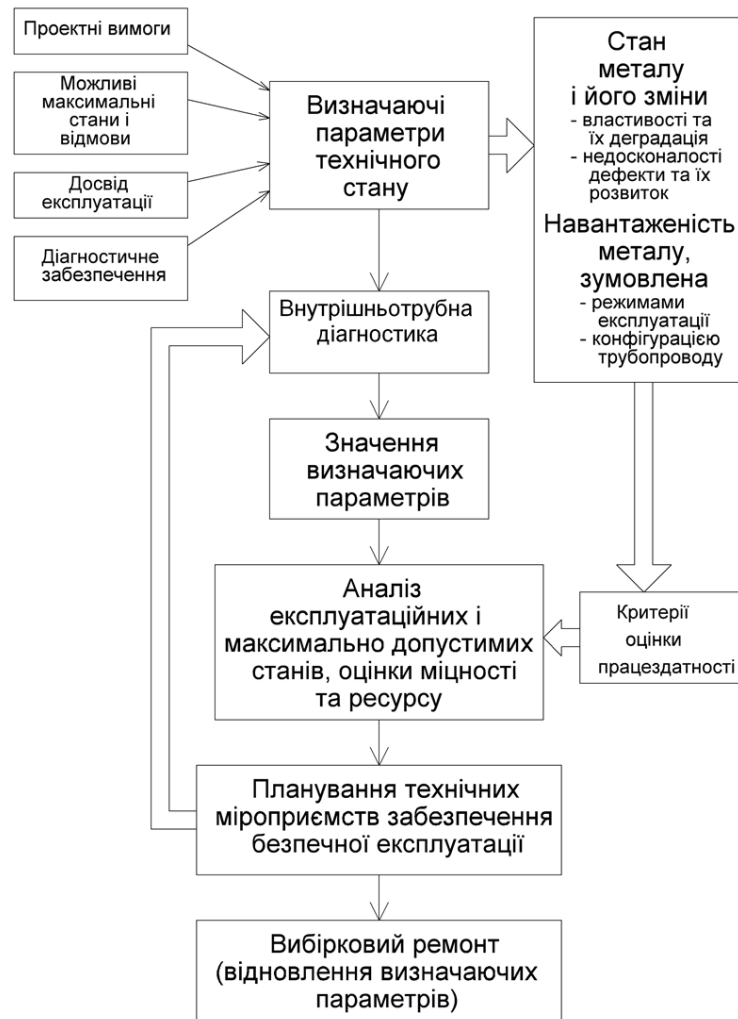 Проектні вимоги
Можливі
максимальні
стани і
відмови
Досвід
експлуатації
Діагностичне
забезпечення
Визначаючі
параметри
технічного
стану
Стан
металу
і його зміни
- властивості та
їх деградація
- недосконалості
дефекти та їх
розвиток
Навантаженість
металу,
зумовлена
- режимами
експлуатації
- конфігурацією
трубопроводу
Внутрішньотрубна
діагностика
Значення
визначаючих
параметрів
Аналіз
експлуатаційних і
максимально допустимих
станів, оцінки міцності
та ресурсу
Критерії
оцінки
працездатності
Планування технічних
міроприємств забезпечення
безпечної експлуатації
Вибірковий ремонт
(відновлення визначаючих
параметрів)